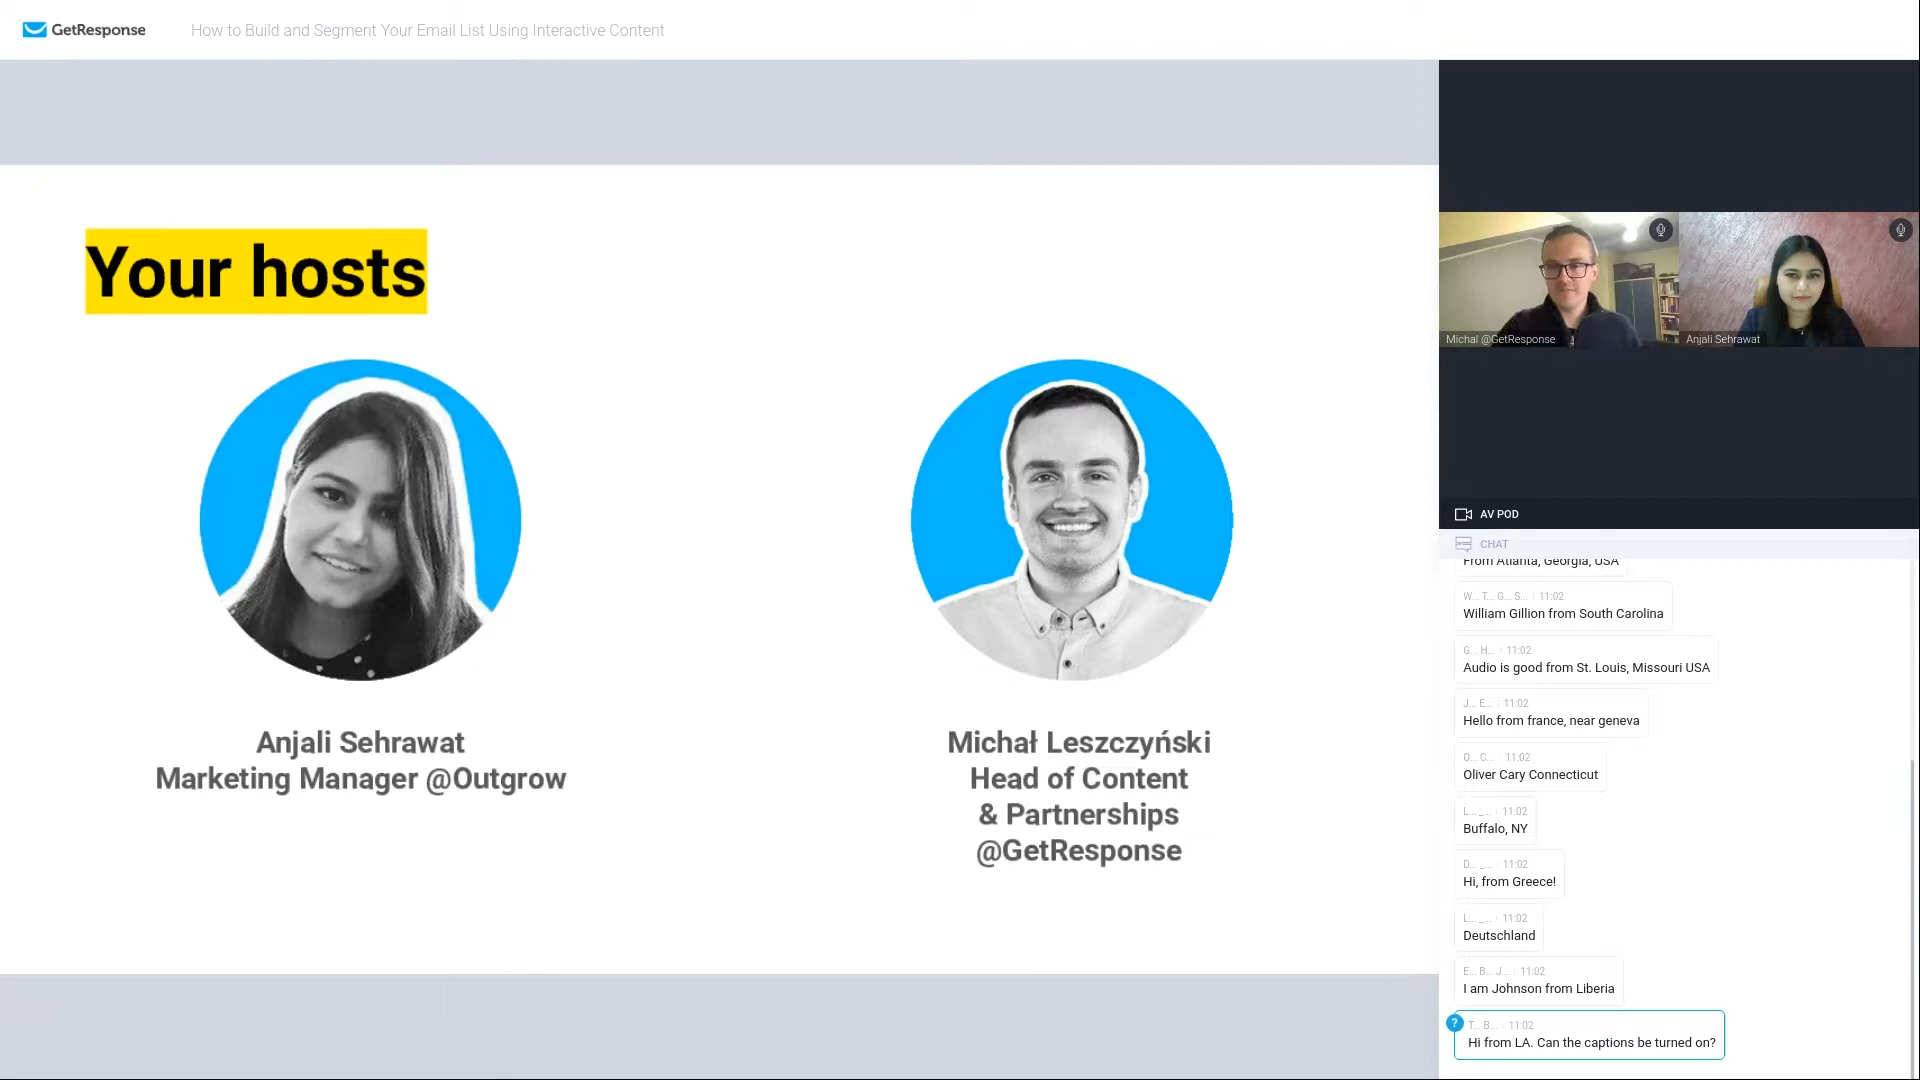 GetResponse
How to Build and Segment Your Email List Using Interactive Content
Your hosts
Anjali Sehrawat
Marketing Manager @Outgrow
Michał Leszczyński
Head of Content
& Partnerships
@GetResponse
Michal @GetResponse
Anjali Sehrawat
AV POD
CHAT
From Atlanta, Georgia, USA
W... T... G... S... 11:02
William Gillion from South Carolina
G... H... 11:02
Audio is good from St. Louis, Missouri USA
J... E... 11:02
Hello from france, near geneva
O... C... 11:02
Oliver Cary Connecticut
L... _... 11:02
Buffalo, NY
D... _... 11:02
Hi, from Greece!
L... _... 11:02
Deutschland
E... B... J... 11:02
I am Johnson from Liberia
? T... B... 11:02
Hi from LA. Can the captions be turned on?